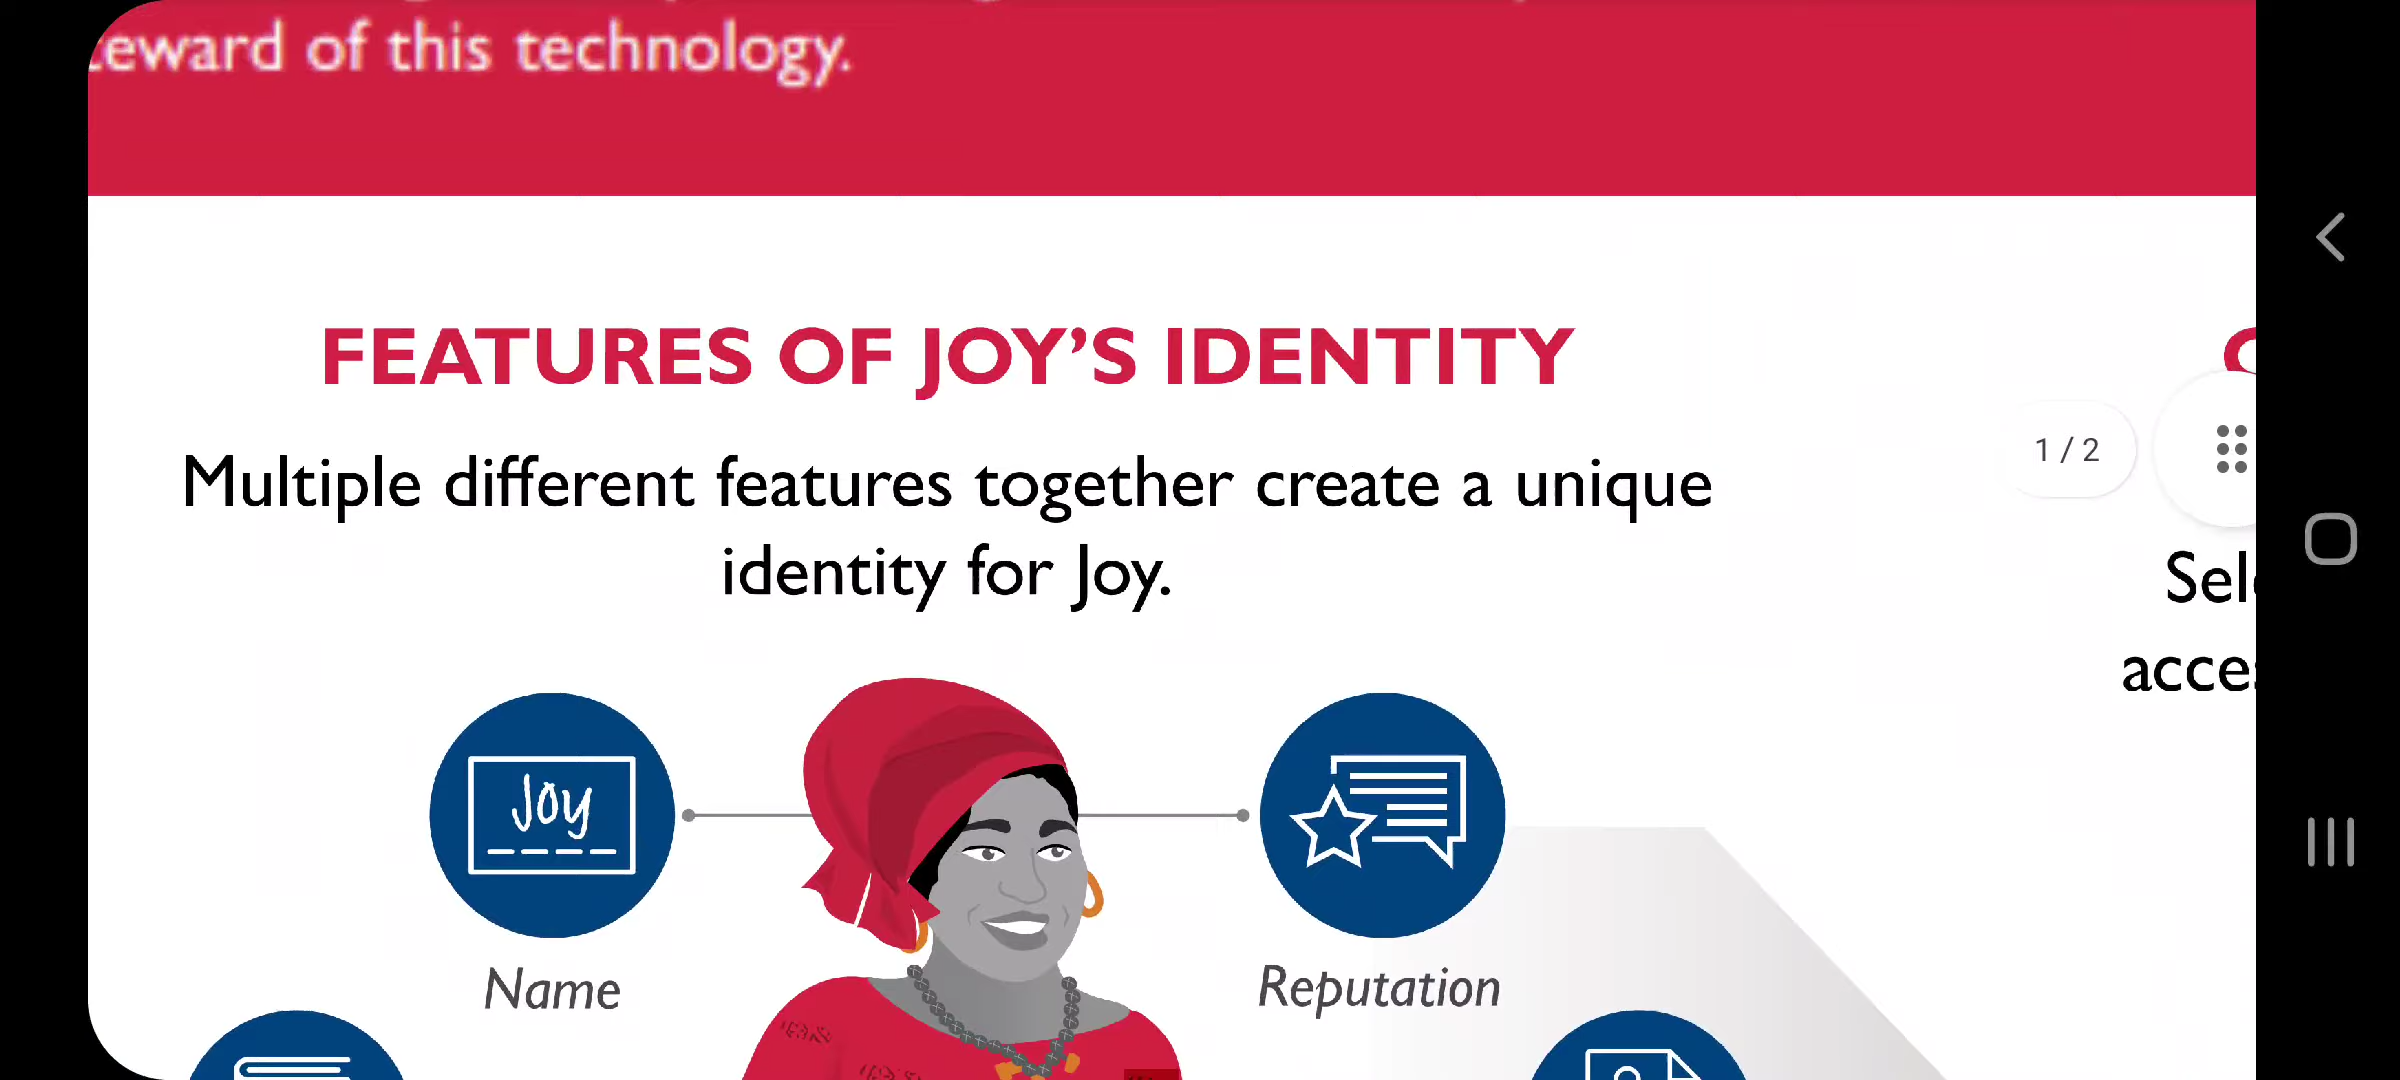 of this technology.
FEATURES OF JOY’S IDENTITY
Multiple different features together create a unique
identity for Joy.
1 / 2
Joy
Name
Reputation